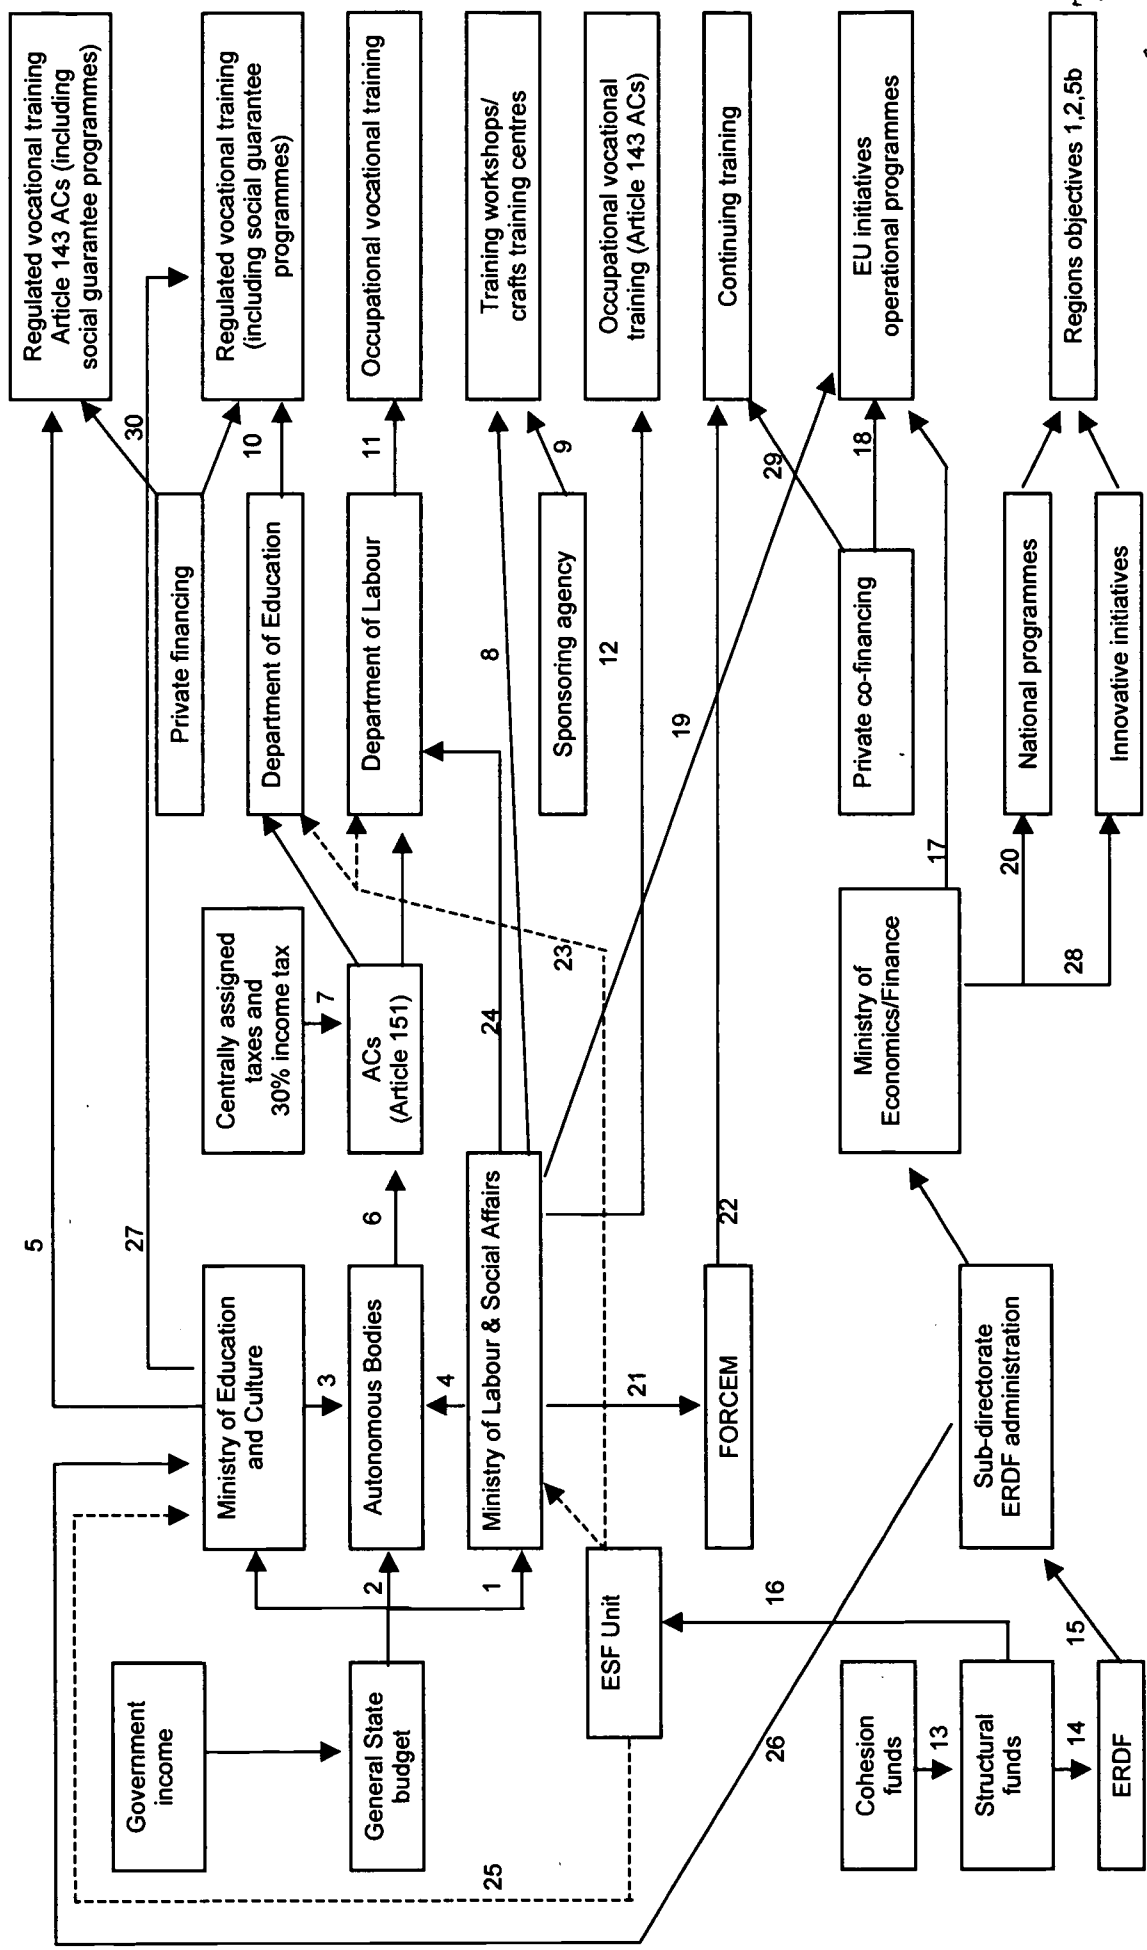 Government
income
General State
budget
25
2
1
Ministry of Education
and Culture
3
Autonomous Bodies
4
Ministry of Labour & Social Affairs
5
27
6
Centrally assigned
taxes and
30% income tax
7
ACs
(Article 151)
24
23
Private financing
Department of Education
Department of Labour
8
Sponsoring agency
12
30
10
11
9
Regulated vocational training
Article 143 ACs (including
social guarantee programmes)
Regulated vocational training
(including social guarantee
programmes)
Occupational vocational training
Training workshops/
crafts training centres
Occupational vocational
training (Article 143 ACs)
Continuing training
EU initiatives
operational programmes
Regions objectives 1,2,5b
ESF Unit
16
26
21
FORCEM
22
19
29
18
Private co-financing
Cohesion
funds
13
Structural
funds
14
ERDF
15
Sub-directorate
ERDF administration
Ministry of
Economics/Finance
17
20
28
National programmes
Innovative initiatives